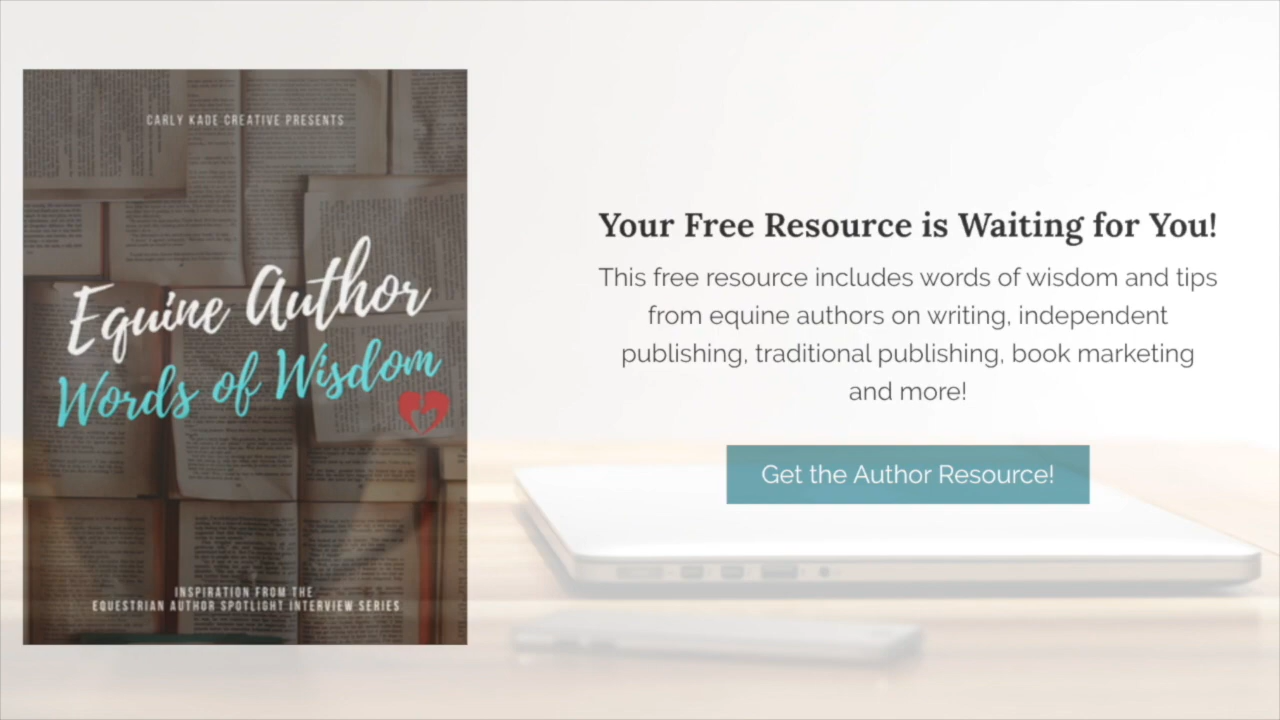 CARLY KADE CREATIVE PRESENTS
Equine Author
Words of Wisdom
INSPIRATION FROM THE
EQUESTRIAN AUTHOR SPOTLIGHT INTERVIEW SERIES
Your Free Resource is Waiting for You!
This free resource includes words of wisdom and tips
from equine authors on writing, independent
publishing, traditional publishing, book marketing
and more!
Get the Author Resource!